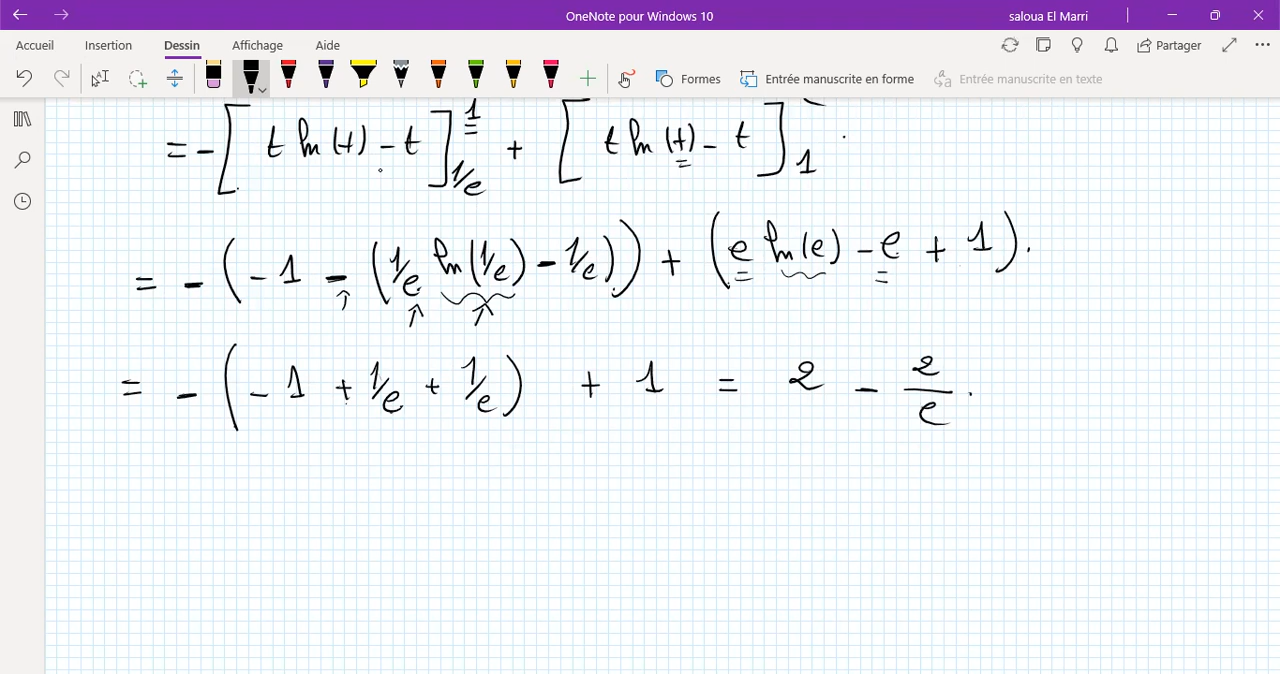 OneNote pour Windows 10
saloua El Marri
Accueil Insertion Dessin Affichage Aide
Partager
Formes Entrée manuscrite en forme Entrée manuscrite en texte
= - [ t ln(t) - t ]_{1/e}^{1} + [ t ln(t) - t ]_{1} .
= - ( - 1 - ( 1/e ln(1/e) - 1/e ) ) + ( e ln(e) - e + 1 ) .
= - ( - 1 + 1/e + 1/e ) + 1 = 2 - 2/e .